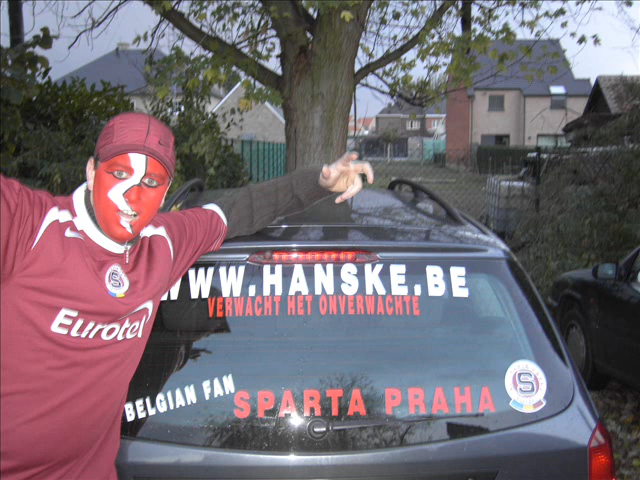 WWW.HANSKE.BE
VERWACHT HET ONVERWACHTE
Eurotel
BELGIAN FAN
SPARTA PRAHA
S